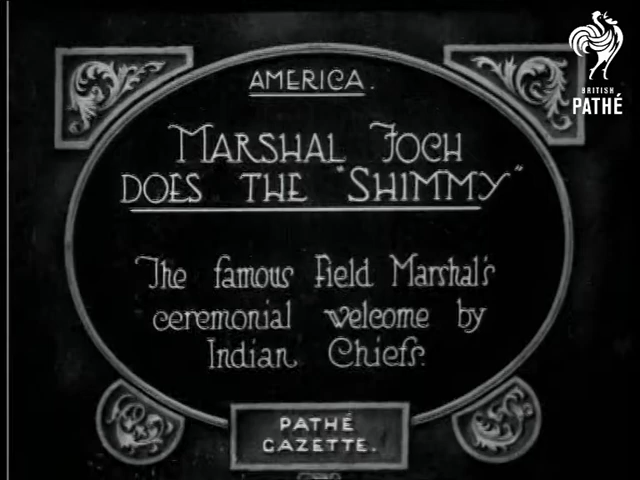 BRITISH
PATHÉ
AMERICA.
MARSHAL FOCH
DOES THE "SHIMMY"
The famous Field Marshal's
ceremonial welcome by
Indian Chiefs.
PATHÉ
GAZETTE.